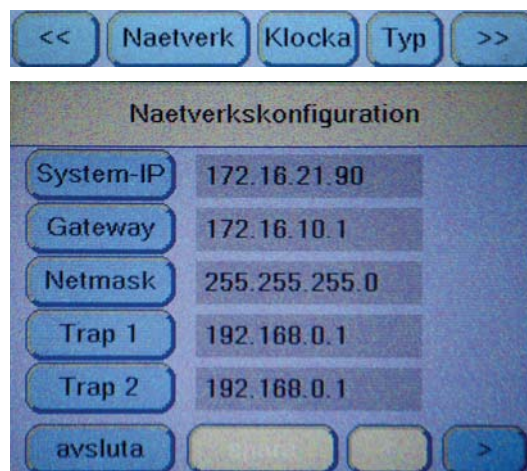 << Naetverk Klocka Typ >>
Naetverkskonfiguration
System-IP 172.16.21.90
Gateway 172.16.10.1
Netmask 255.255.255.0
Trap 1 192.168.0.1
Trap 2 192.168.0.1
avsluta >